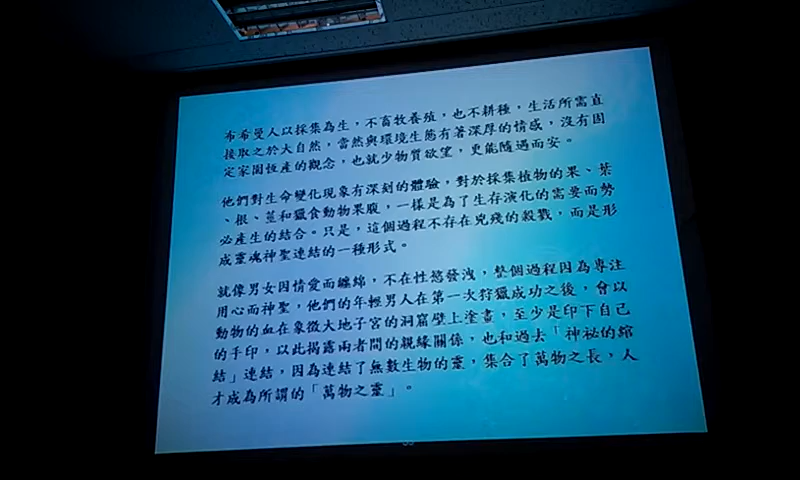 布希曼人以採集為生，不畜牧養殖，也不耕種，生活所需直
接取之於大自然，當然與環境生態有著深厚的情感，沒有固
定家園恆產的觀念，也就少物質欲望，更能隨遇而安。
他們對生命變化現象有深刻的體驗，對於採集植物的果、葉
、根、莖和獵食動物果腹，一樣是為了生存演化的需要而勢
必產生的結合。只是，這個過程不存在兇殘的殺戮，而是形
成靈魂神聖連結的一種形式。
就像男女因情愛而纏綿，不在性慾發洩，整個過程因為專注
用心而神聖，他們的年輕男人在第一次狩獵成功之後，會以
動物的血在象徵大地子宮的洞窟壁上塗畫，至少是印下自己
的手印，以此揭露兩者間的親緣關係，也和過去「神祕的綰
結」連結，因為連結了無數生物的靈，集合了萬物之長，人
才成為所謂的「萬物之靈」。